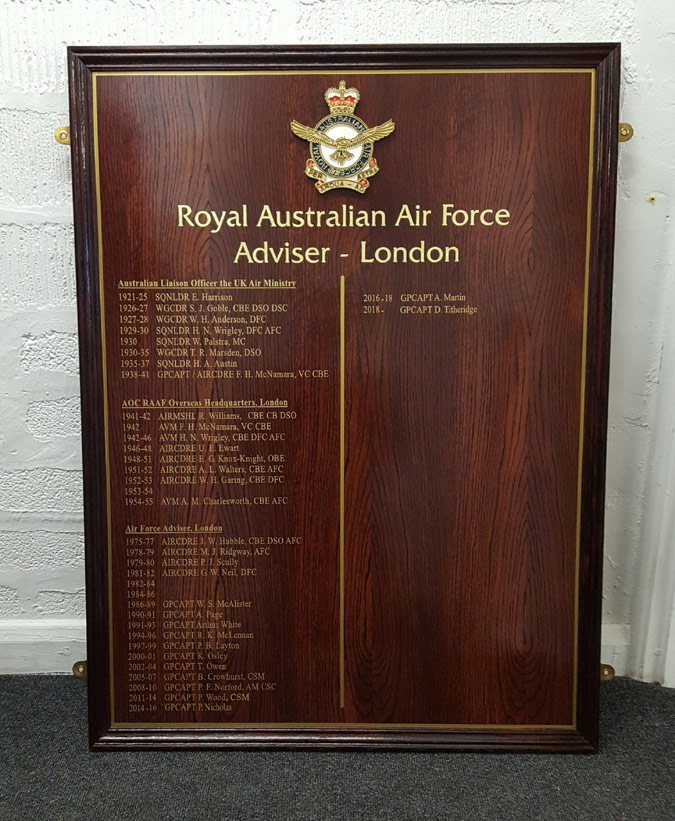 ROYAL AUSTRALIAN AIR FORCE
PER ARDUA AD ASTRA
Royal Australian Air Force
Adviser - London
Australian Liaison Officer the UK Air Ministry
1921-25 SQNLDR E. Harrison
1926-27 WGCDR S. J. Goble, CBE DSO DSC
1927-28 WGCDR W. H. Anderson, DFC
1929-30 SQNLDR H. N. Wrigley, DFC AFC
1930 SQNLDR W. Palstra, MC
1930-35 WGCDR T. R. Marsden, DSO
1935-37 SQNLDR H. A. Austin
1938-41 GPCAPT / AIRCDRE F. H. McNamara, VC CBE
AOC RAAF Overseas Headquarters, London
1941-42 AIRMSHL R. Williams, CBE CB DSO
1942 AVM F. H. McNamara, VC CBE
1942-46 AVM H. N. Wrigley, CBE DFC AFC
1946-48 AIRCDRE U. E. Ewart
1948-51 AIRCDRE E. G. Knox-Knight, OBE
1951-52 AIRCDRE A. L. Walters, CBE AFC
1952-53 AIRCDRE W. H. Garing, CBE DFC
1953-54
1954-55 AVM A. M. Charlesworth, CBE AFC
Air Force Adviser, London
1975-77 AIRCDRE J. W. Hubble, CBE DSO AFC
1978-79 AIRCDRE M. J. Ridgway, AFC
1979-80 AIRCDRE P. J. Scully
1981-82 AIRCDRE G. W. Neil, DFC
1982-84
1984-86
1986-89 GPCAPT W. S. McAlister
1990-91 GPCAPT A. Page
1991-93 GPCAPT Arthur White
1994-96 GPCAPT R. K. McLennan
1997-99 GPCAPT P. B. Layton
2000-01 GPCAPT K. Osley
2002-04 GPCAPT T. Owen
2005-07 GPCAPT B. Crowhurst, CSM
2008-10 GPCAPT P. F. Norford, AM CSC
2011-14 GPCAPT P. Wood, CSM
2014-16 GPCAPT P. Nicholas
2016-18 GPCAPT A. Martin
2018- GPCAPT D. Titheridge